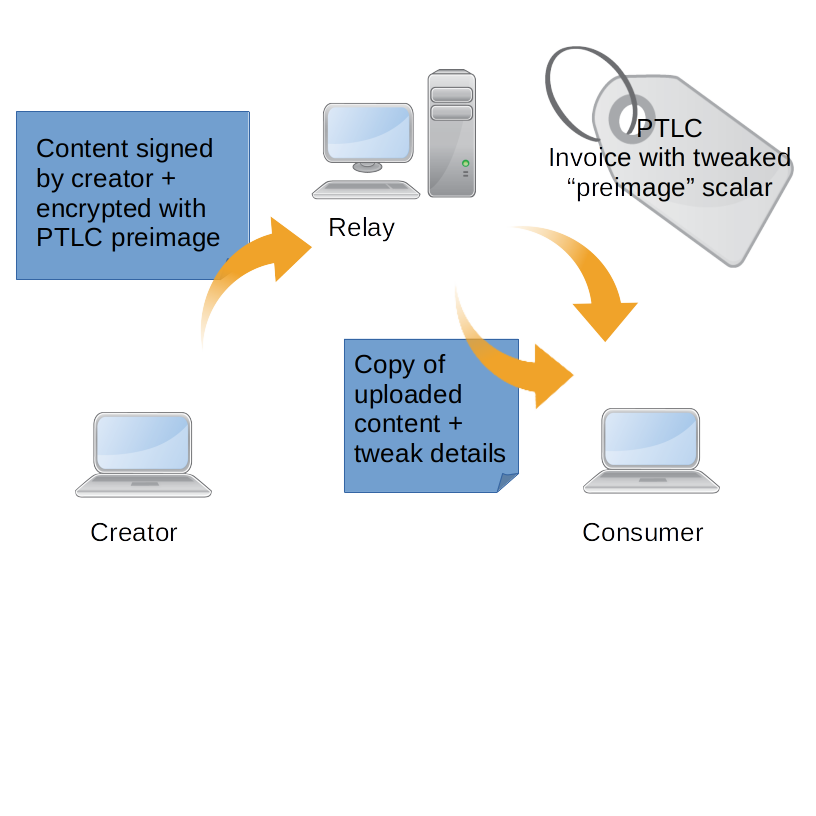 Content signed
by creator +
encrypted with
PTLC preimage
Relay
PTLC
Invoice with tweaked
“preimage” scalar
Copy of
uploaded
content +
tweak details
Creator
Consumer